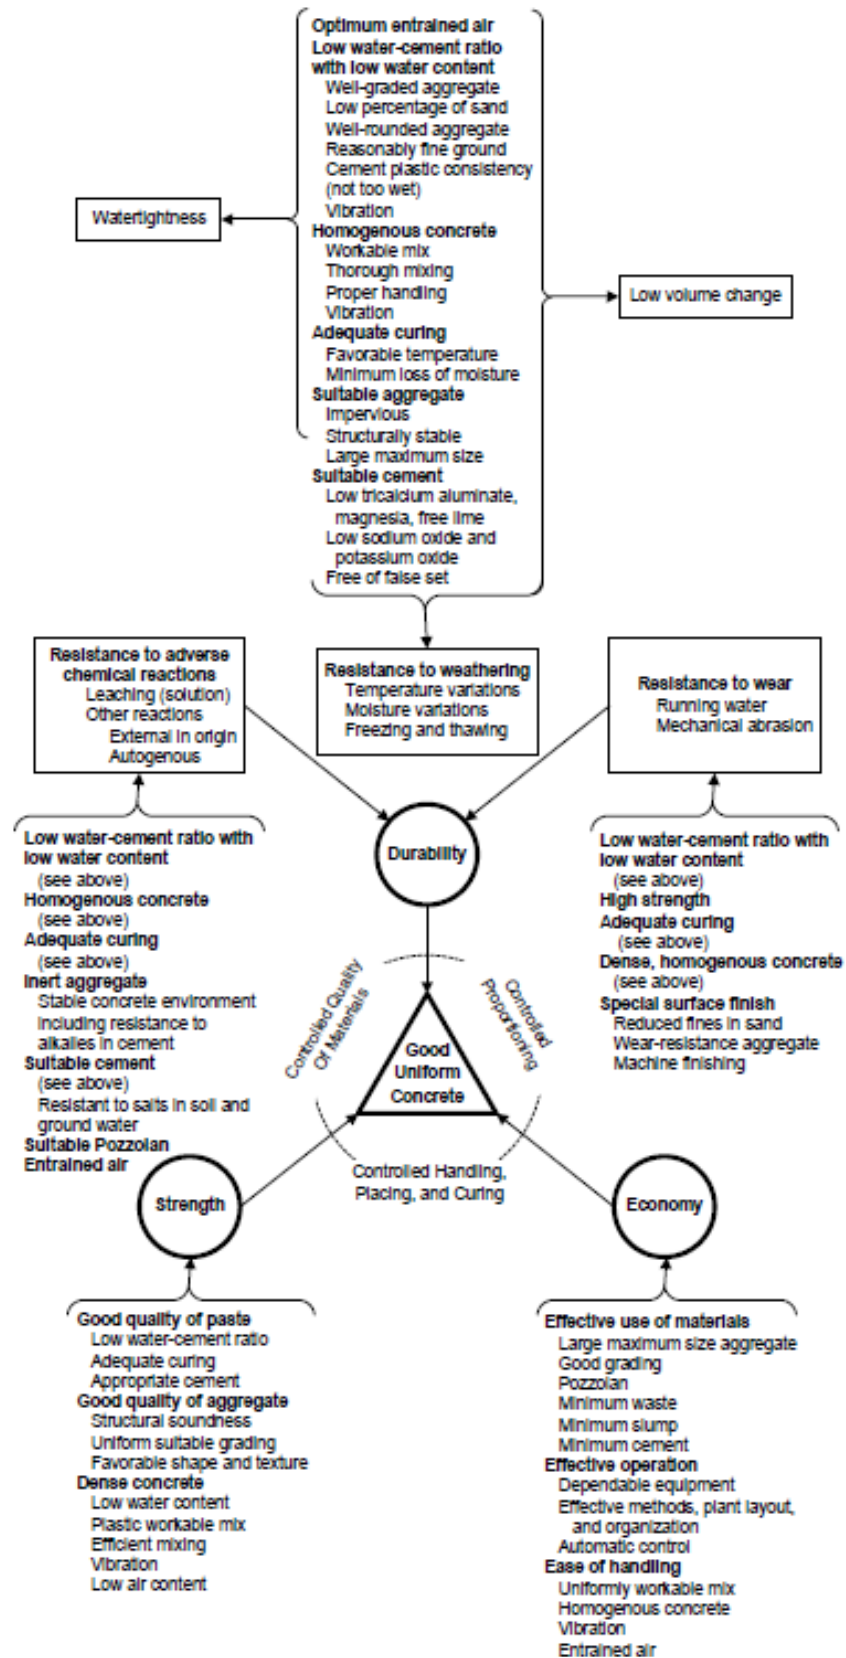 Optimum entrained air
Low water-cement ratio
with low water content
Well-graded aggregate
Low percentage of sand
Well-rounded aggregate
Reasonably fine ground
Cement plastic consistency
(not too wet)
Vibration
Homogenous concrete
Workable mix
Thorough mixing
Proper handling
Vibration
Adequate curing
Favorable temperature
Minimum loss of moisture
Suitable aggregate
Impervious
Structurally stable
Large maximum size
Suitable cement
Low tricalcium aluminate,
magnesia, free lime
Low sodium oxide and
potassium oxide
Free of false set
Watertightness
Low volume change
Resistance to adverse
chemical reactions
Leaching (solution)
Other reactions
External in origin
Autogenous
Resistance to weathering
Temperature variations
Moisture variations
Freezing and thawing
Resistance to wear
Running water
Mechanical abrasion
Low water-cement ratio with
low water content
(see above)
Homogenous concrete
(see above)
Adequate curing
(see above)
Inert aggregate
Stable concrete environment
Including resistance to
alkalies in cement
Suitable cement
(see above)
Resistant to salts in soil and
ground water
Suitable Pozzolan
Entrained air
Durability
Low water-cement ratio with
low water content
(see above)
High strength
Adequate curing
(see above)
Dense, homogenous concrete
(see above)
Special surface finish
Reduced fines in sand
Wear-resistance aggregate
Machine finishing
Controlled Quality
Of Materials
Controlled
Proportioning
Good
Uniform
Concrete
Controlled Handling,
Placing, and Curing
Strength
Economy
Good quality of paste
Low water-cement ratio
Adequate curing
Appropriate cement
Good quality of aggregate
Structural soundness
Uniform suitable grading
Favorable shape and texture
Dense concrete
Low water content
Plastic workable mix
Efficient mixing
Vibration
Low air content
Effective use of materials
Large maximum size aggregate
Good grading
Pozzolan
Minimum waste
Minimum slump
Minimum cement
Effective operation
Dependable equipment
Effective methods, plant layout,
and organization
Automatic control
Ease of handling
Uniformly workable mix
Homogenous concrete
Vibration
Entrained air